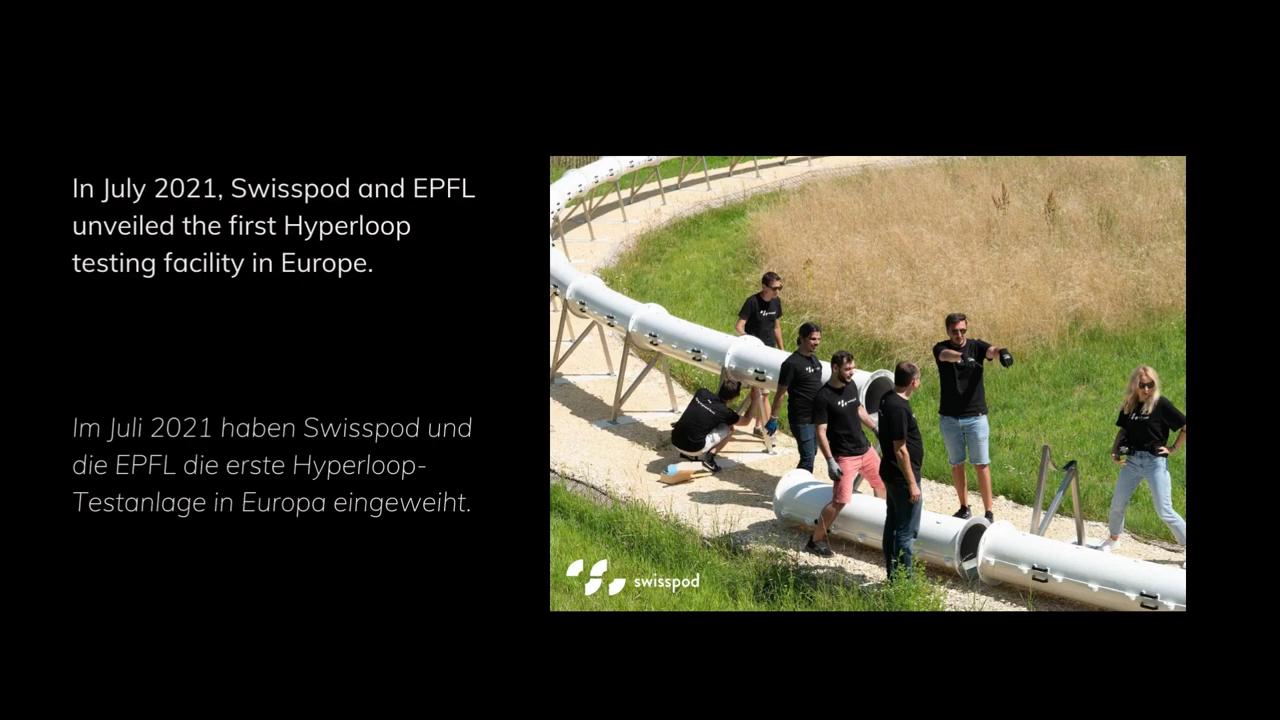 In July 2021, Swisspod and EPFL
unveiled the first Hyperloop
testing facility in Europe.
Im Juli 2021 haben Swisspod und
die EPFL die erste Hyperloop-
Testanlage in Europa eingeweiht.
swisspod